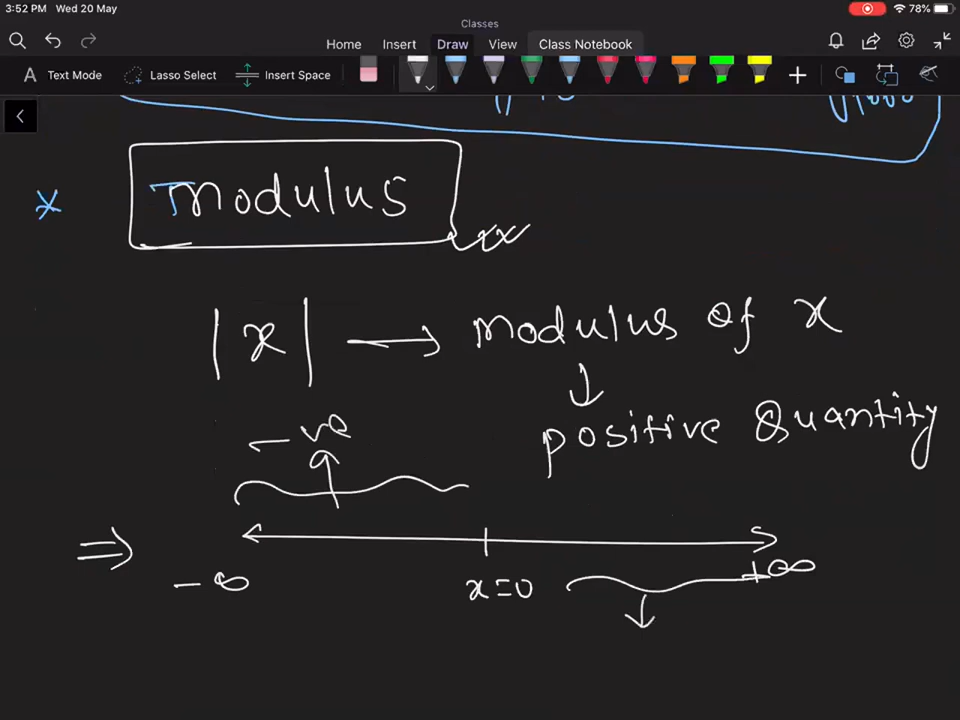 3:52 PM Wed 20 May
78%
Classes
Home Insert Draw View Class Notebook
A Text Mode Lasso Select Insert Space
* modulus
|x| → modulus of x
↓
positive Quantity
-ve
⇒
-∞ x=0 +∞